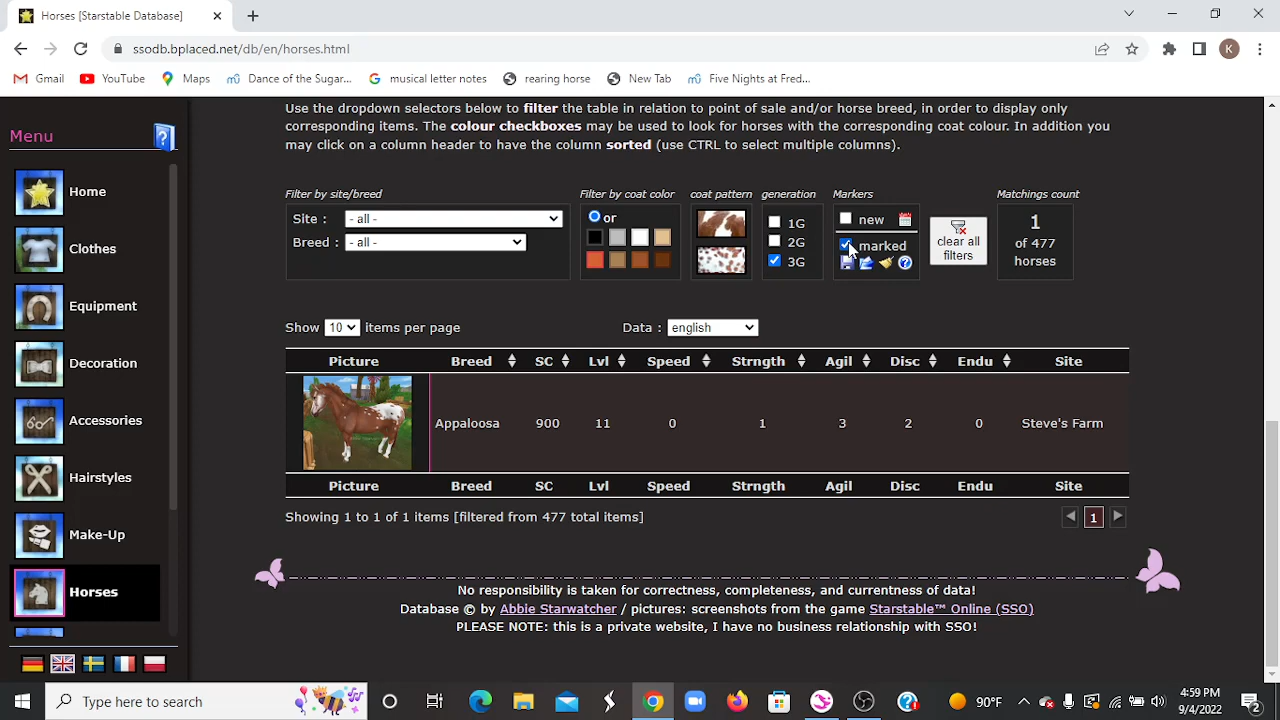 Horses [Starstable Database]
ssodb.bplaced.net/db/en/horses.html
K
Gmail
YouTube
Maps
Dance of the Sugar...
musical letter notes
rearing horse
New Tab
Five Nights at Fred...
Menu
?
Home
Clothes
Equipment
Decoration
Accessories
Hairstyles
Make-Up
Horses
Use the dropdown selectors below to filter the table in relation to point of sale and/or horse breed, in order to display only
corresponding items. The colour checkboxes may be used to look for horses with the corresponding coat colour. In addition you
may click on a column header to have the column sorted (use CTRL to select multiple columns).
Filter by site/breed
Site : - all -
Breed : - all -
Filter by coat color
or
coat pattern
generation
1G
2G
3G
Markers
new
marked
?
clear all
filters
Matchings count
1
of 477
horses
Show 10 items per page
Data : english
Picture Breed SC Lvl Speed Strngth Agil Disc Endu Site
Appaloosa 900 11 0 1 3 2 0 Steve's Farm
Picture Breed SC Lvl Speed Strngth Agil Disc Endu Site
Showing 1 to 1 of 1 items [filtered from 477 total items]
1
No responsibility is taken for correctness, completeness, and currentness of data!
Database © by Abbie Starwatcher / pictures: screenshots from the game Starstable™ Online (SSO)
PLEASE NOTE: this is a private website, I have no business relationship with SSO!
Type here to search
90°F
4:59 PM
9/4/2022
2